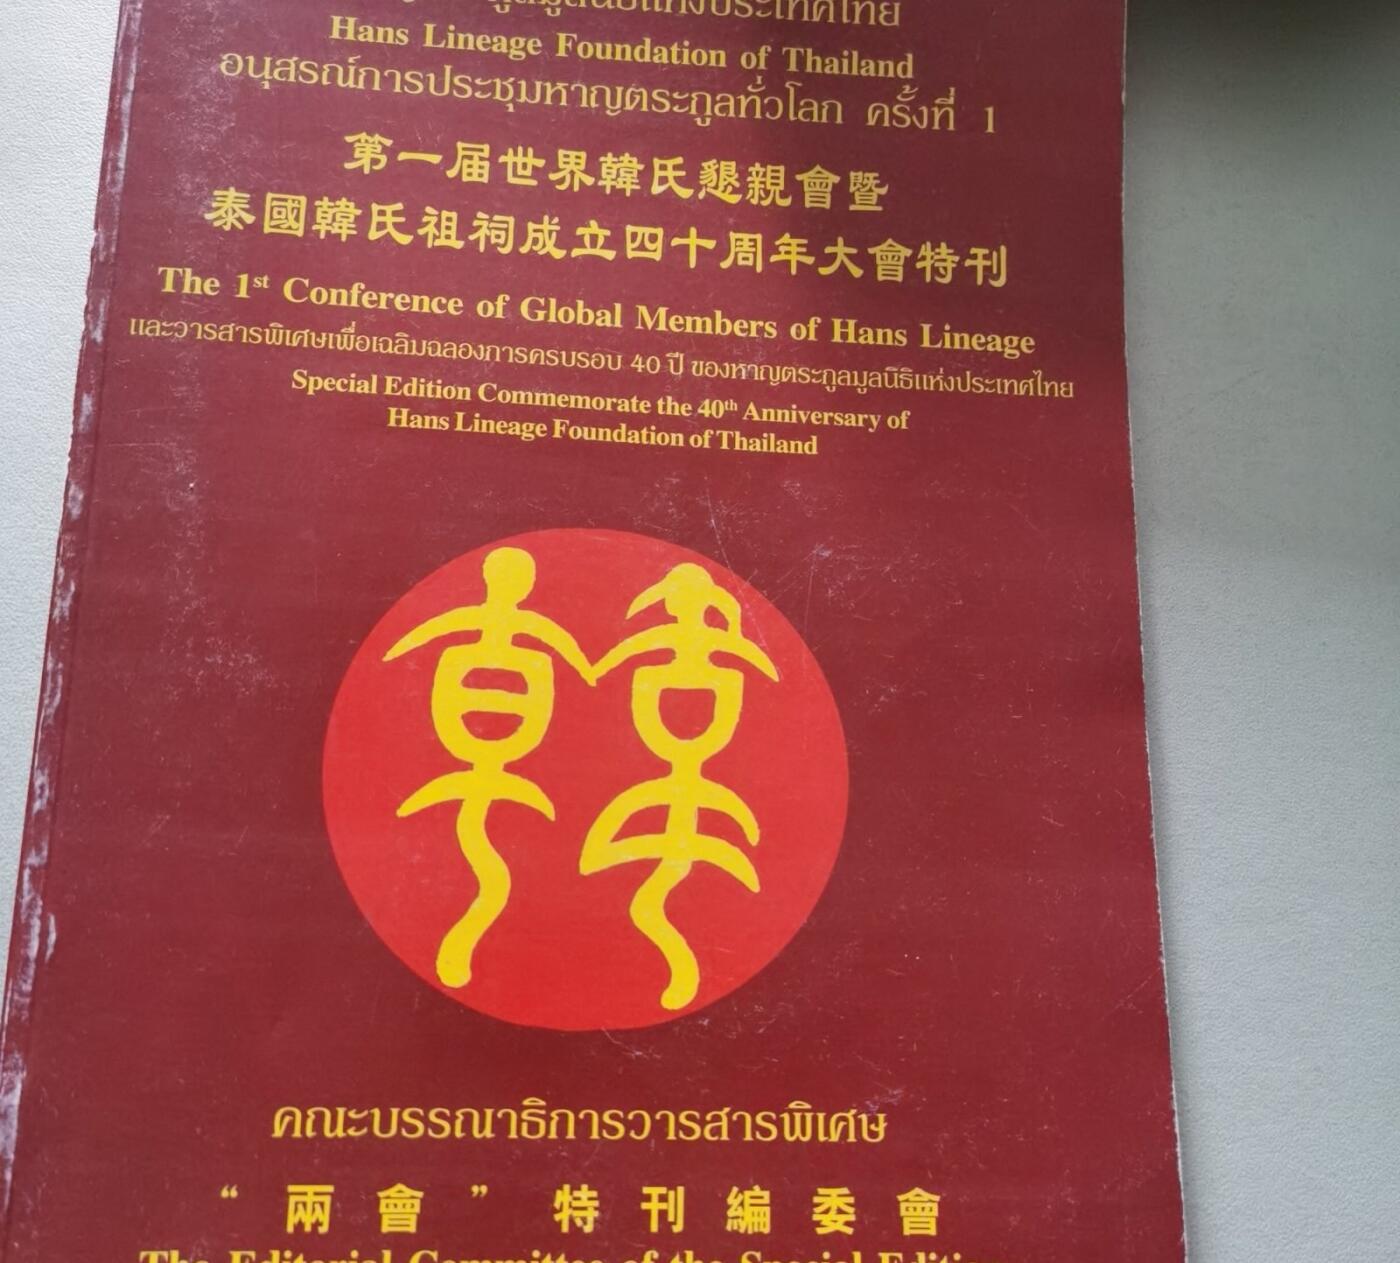 Hans Lineage Foundation of Thailand
อนุสรณ์การประชุมหาญตระกูลทั่วโลก ครั้งที่ 1
第一届世界韓氏懇親會暨
泰國韓氏祖祠成立四十周年大會特刊
The 1st Conference of Global Members of Hans Lineage
และวารสารพิเศษเพื่อเฉลิมฉลองการครบรอบ 40 ปี ของหาญตระกูลมูลนิธิแห่งประเทศไทย
Special Edition Commemorate the 40th Anniversary of
Hans Lineage Foundation of Thailand
韓
คณะบรรณาธิการวารสารพิเศษ
“兩會”特刊編委會
The Editorial Committee of the Special Edition